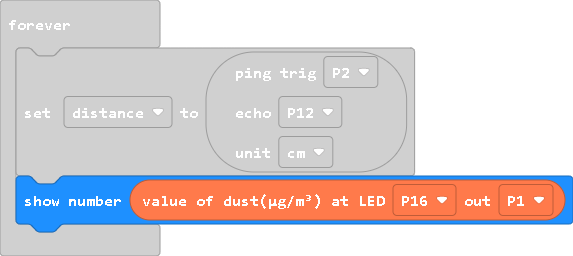 forever
ping trig P2
set distance to echo P12
unit cm
show number value of dust(μg/m³) at LED P16 out P1